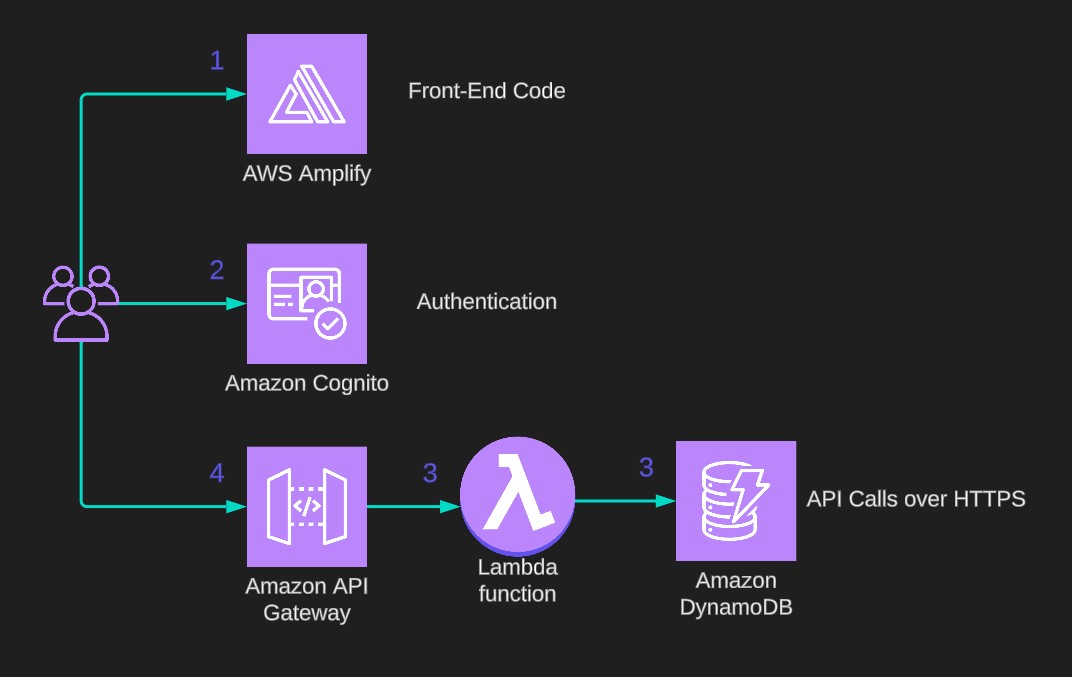 1
Front-End Code
AWS Amplify
2
Authentication
Amazon Cognito
4
3
3
API Calls over HTTPS
</>
Amazon API
Gateway
Lambda
function
Amazon
DynamoDB